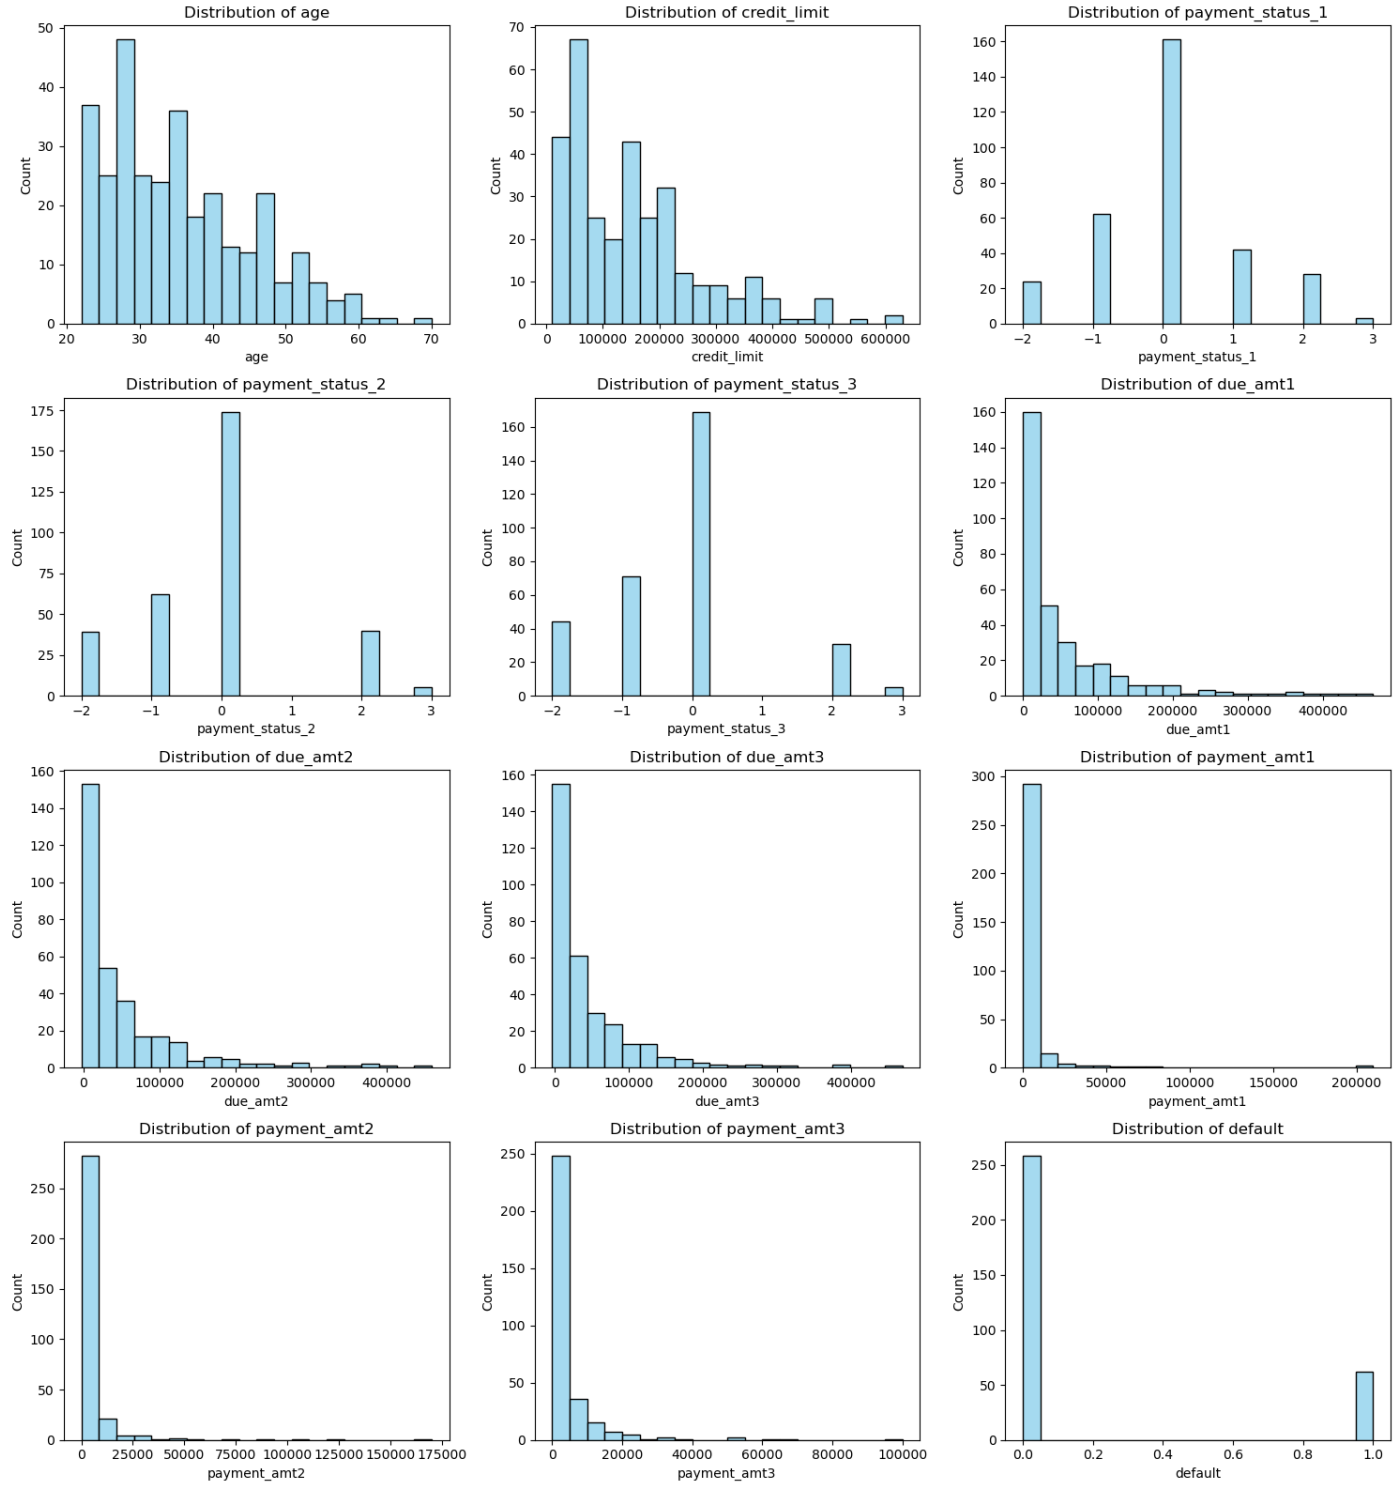 Distribution of age
50
40
30
20
10
0
Count
20 30 40 50 60 70
age
Distribution of credit_limit
70
60
50
40
30
20
10
0
Count
0 100000 200000 300000 400000 500000 600000
credit_limit
Distribution of payment_status_1
160
140
120
100
80
60
40
20
0
Count
−2 −1 0 1 2 3
payment_status_1
Distribution of payment_status_2
175
150
125
100
75
50
25
0
Count
−2 −1 0 1 2 3
payment_status_2
Distribution of payment_status_3
160
140
120
100
80
60
40
20
0
Count
−2 −1 0 1 2 3
payment_status_3
Distribution of due_amt1
160
140
120
100
80
60
40
20
0
Count
0 100000 200000 300000 400000
due_amt1
Distribution of due_amt2
160
140
120
100
80
60
40
20
0
Count
0 100000 200000 300000 400000
due_amt2
Distribution of due_amt3
160
140
120
100
80
60
40
20
0
Count
0 100000 200000 300000 400000
due_amt3
Distribution of payment_amt1
300
250
200
150
100
50
0
Count
0 50000 100000 150000 200000
payment_amt1
Distribution of payment_amt2
250
200
150
100
50
0
Count
0 25000 50000 75000 100000 125000 150000 175000
payment_amt2
Distribution of payment_amt3
250
200
150
100
50
0
Count
0 20000 40000 60000 80000 100000
payment_amt3
Distribution of default
250
200
150
100
50
0
Count
0.0 0.2 0.4 0.6 0.8 1.0
default